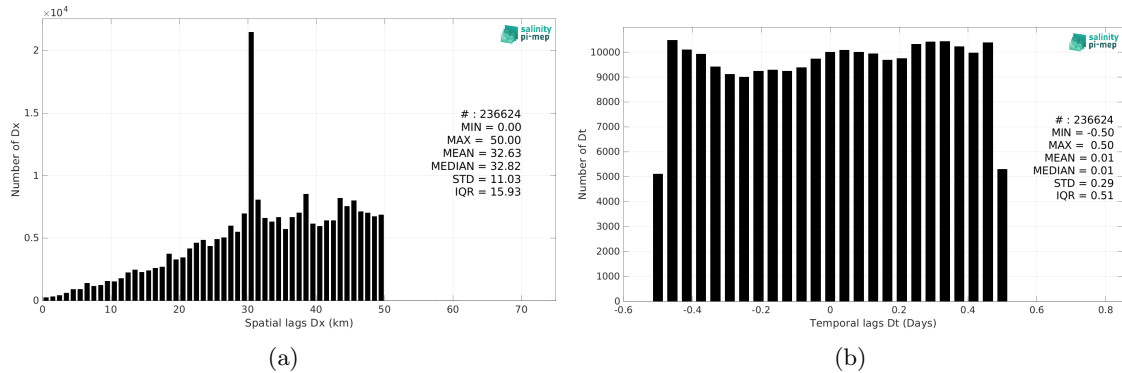 ×10⁴
2
1.5
1
0.5
0
Number of Dx
salinity
pi-mep
# : 236624
MIN = 0.00
MAX = 50.00
MEAN = 32.63
MEDIAN = 32.82
STD = 11.03
IQR = 15.93
0 10 20 30 40 50 60 70
Spatial lags Dx (km)
(a)
10000
9000
8000
7000
6000
5000
4000
3000
2000
1000
0
Number of Dt
salinity
pi-mep
# : 236624
MIN = -0.50
MAX = 0.50
MEAN = 0.01
MEDIAN = 0.01
STD = 0.29
IQR = 0.51
-0.6 -0.4 -0.2 0 0.2 0.4 0.6 0.8
Temporal lags Dt (Days)
(b)